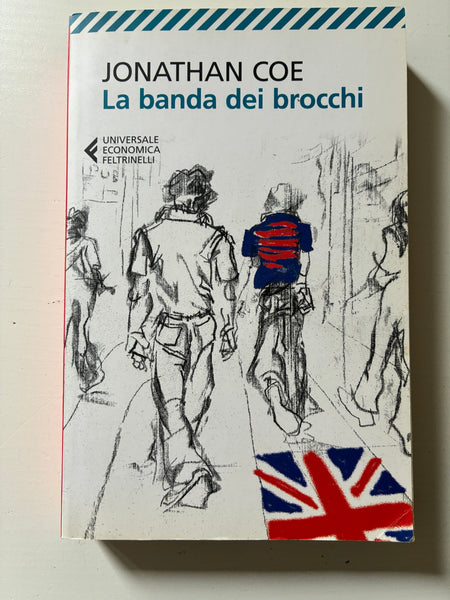 JONATHAN COE
La banda dei brocchi
UNIVERSALE
ECONOMICA
FELTRINELLI